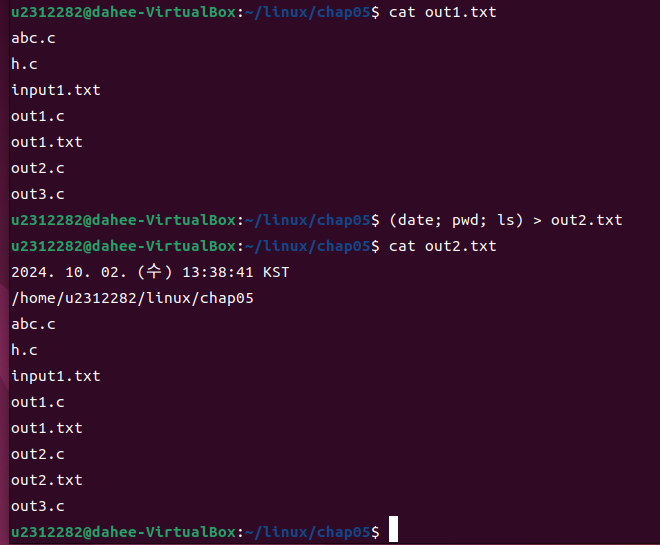 u2312282@dahee-VirtualBox:~/linux/chap05$ cat out1.txt
abc.c
h.c
input1.txt
out1.c
out1.txt
out2.c
out3.c
u2312282@dahee-VirtualBox:~/linux/chap05$ (date; pwd; ls) > out2.txt
u2312282@dahee-VirtualBox:~/linux/chap05$ cat out2.txt
2024. 10. 02. (수) 13:38:41 KST
/home/u2312282/linux/chap05
abc.c
h.c
input1.txt
out1.c
out1.txt
out2.c
out2.txt
out3.c
u2312282@dahee-VirtualBox:~/linux/chap05$